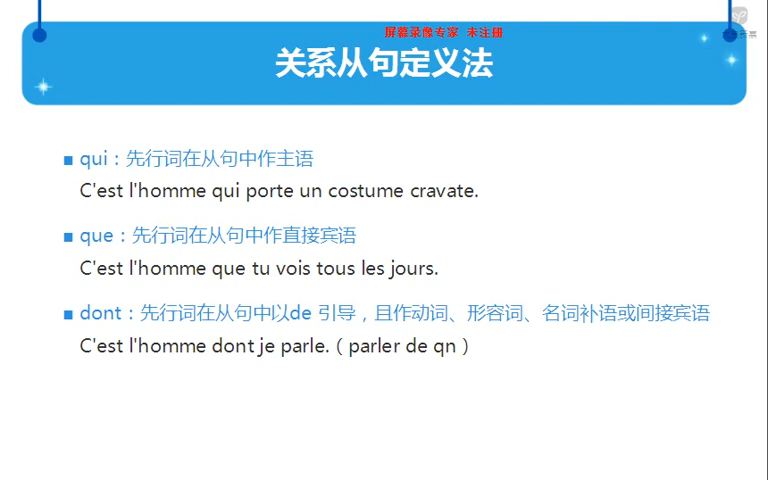 屏幕录像专家 未注册
关系从句定义法
■ qui：先行词在从句中作主语
C'est l'homme qui porte un costume cravate.
■ que：先行词在从句中作直接宾语
C'est l'homme que tu vois tous les jours.
■ dont：先行词在从句中以de 引导，且作动词、形容词、名词补语或间接宾语
C'est l'homme dont je parle.（parler de qn）